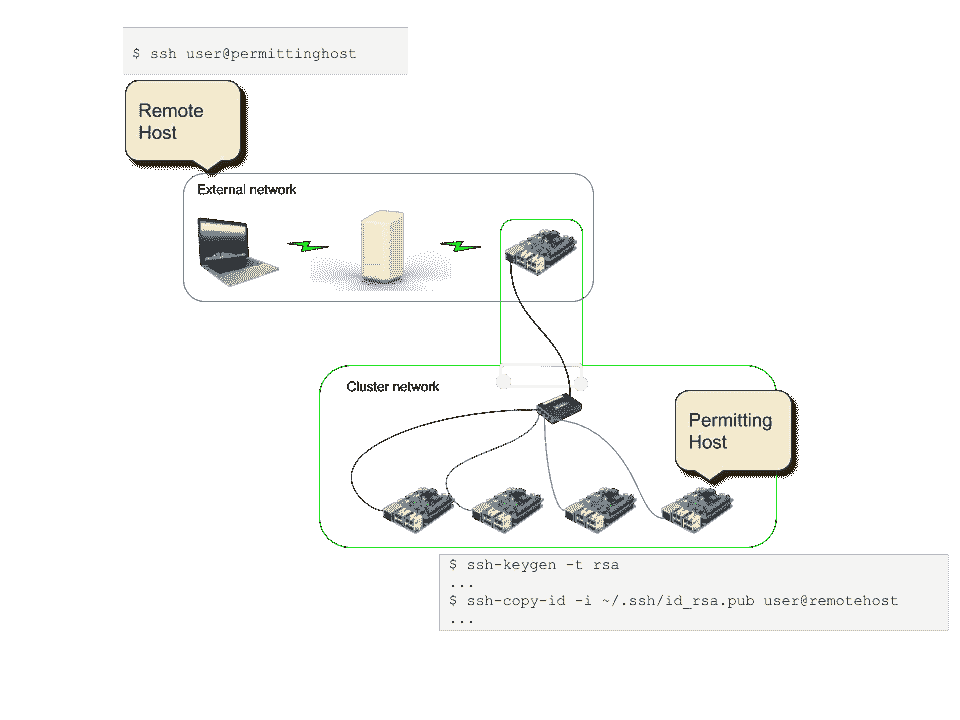 $ ssh user@permittinghost
Remote
Host
External network
Cluster network
Permitting
Host
$ ssh-keygen -t rsa
...
$ ssh-copy-id -i ~/.ssh/id_rsa.pub user@remotehost
...